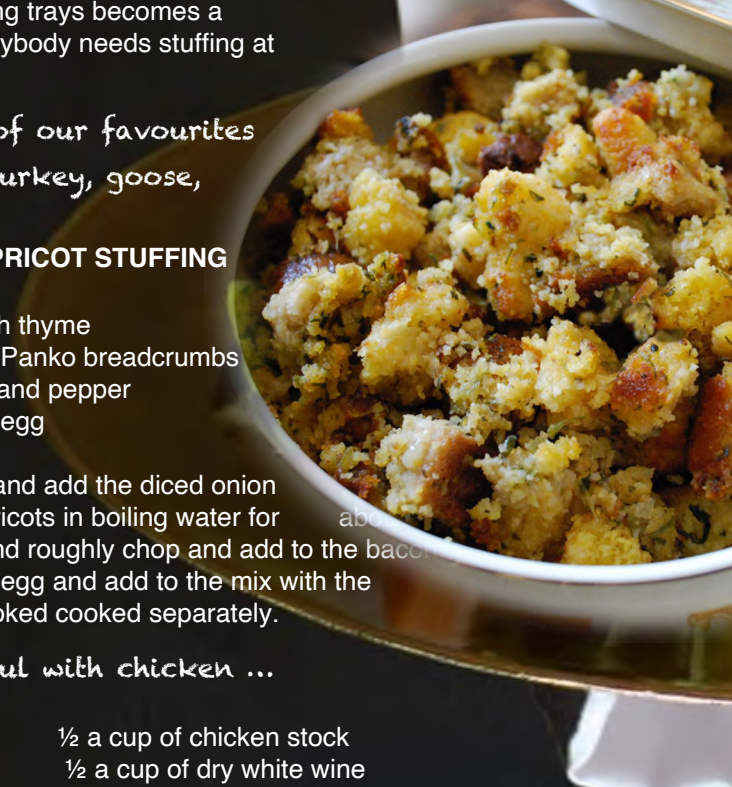 ng trays becomes a
ybody needs stuffing at
of our favourites
urkey, goose,
PRICOT STUFFING
h thyme
Panko breadcrumbs
and pepper
egg
and add the diced onion
icots in boiling water for abou
nd roughly chop and add to the bacon
egg and add to the mix with the
oked cooked separately.
ul with chicken ...
½ a cup of chicken stock
½ a cup of dry white wine